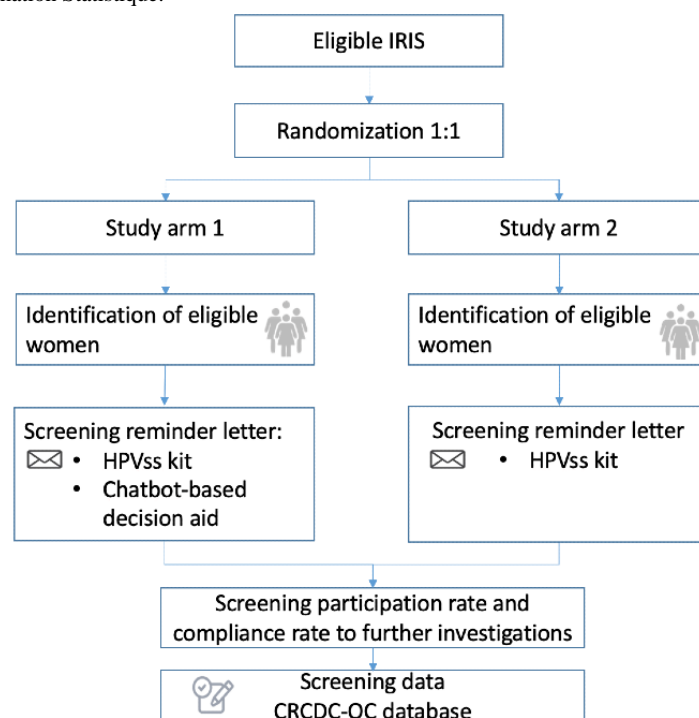 Statistique.
Eligible IRIS
Randomization 1:1
Study arm 1
Study arm 2
Identification of eligible
women
Identification of eligible
women
Screening reminder letter:
• HPVss kit
• Chatbot-based
decision aid
Screening reminder letter
• HPVss kit
Screening participation rate and
compliance rate to further investigations
Screening data
CRCDC-OC database